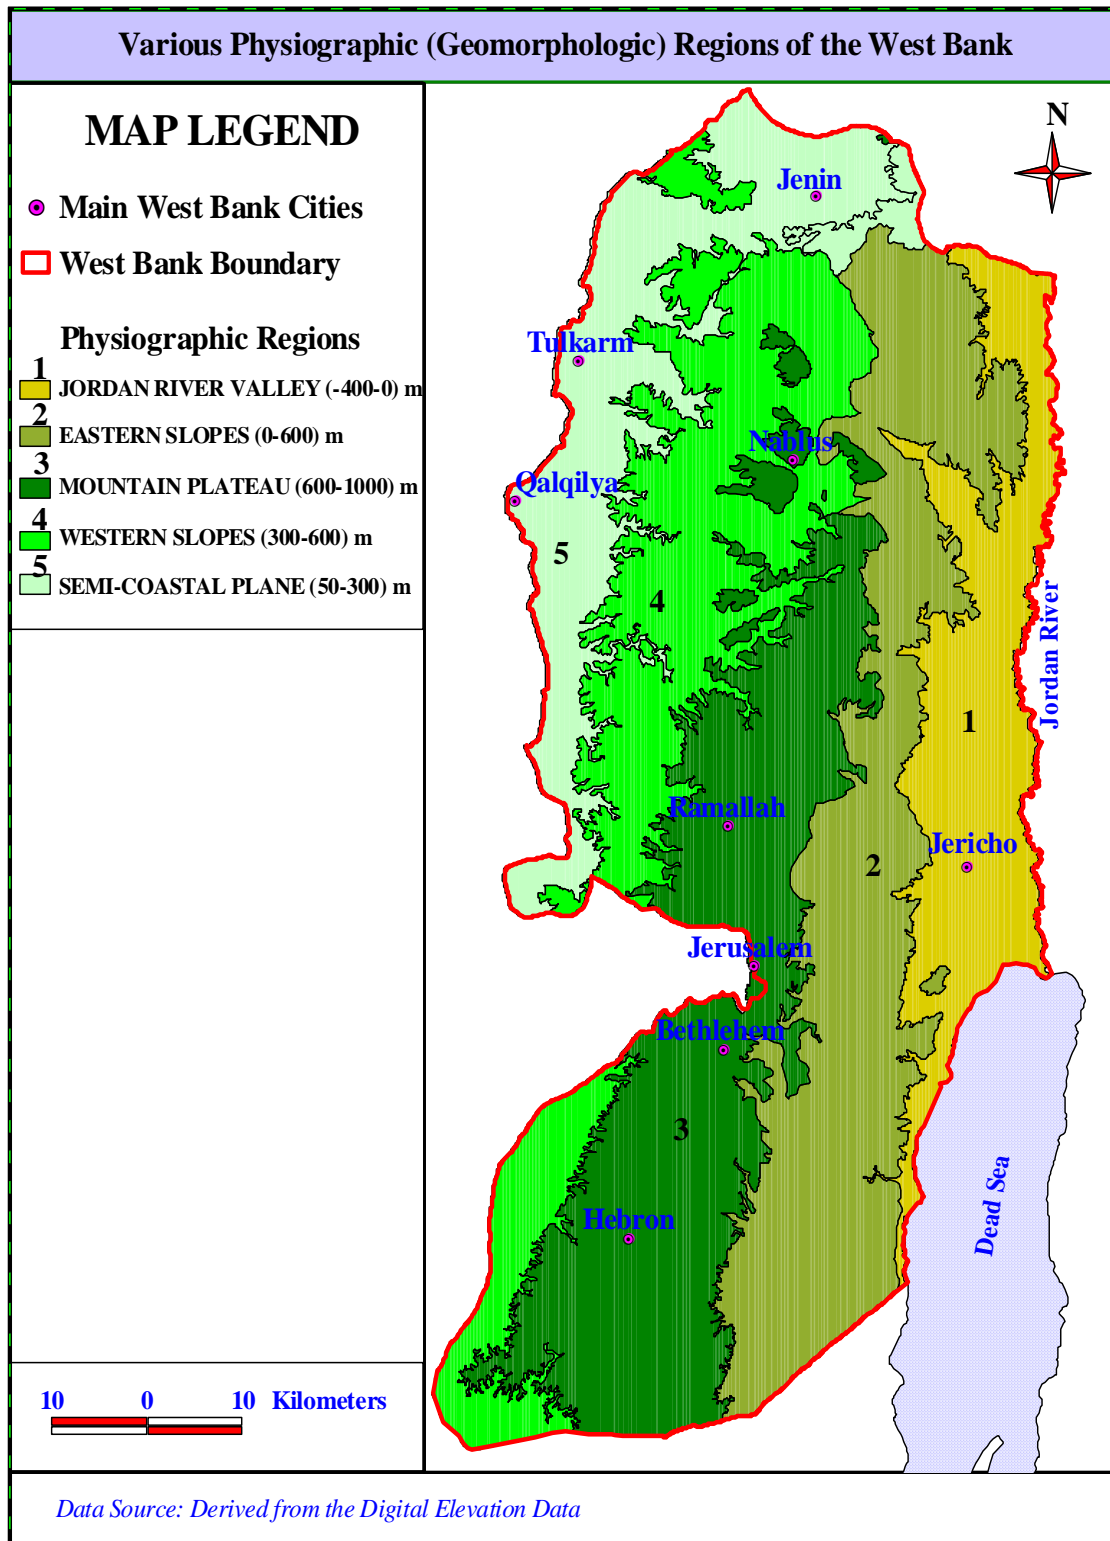 Various Physiographic (Geomorphologic) Regions of the West Bank
MAP LEGEND
Main West Bank Cities
West Bank Boundary
Physiographic Regions
1
JORDAN RIVER VALLEY (-400-0) m
2
EASTERN SLOPES (0-600) m
3
MOUNTAIN PLATEAU (600-1000) m
4
WESTERN SLOPES (300-600) m
5
SEMI-COASTAL PLANE (50-300) m
10 0 10 Kilometers
N
Jenin
Tulkarm
Nablus
Qalqilya
5
4
Jordan River
1
Ramallah
Jericho
2
Jerusalem
Bethlehem
3
Dead Sea
Hebron
Data Source: Derived from the Digital Elevation Data